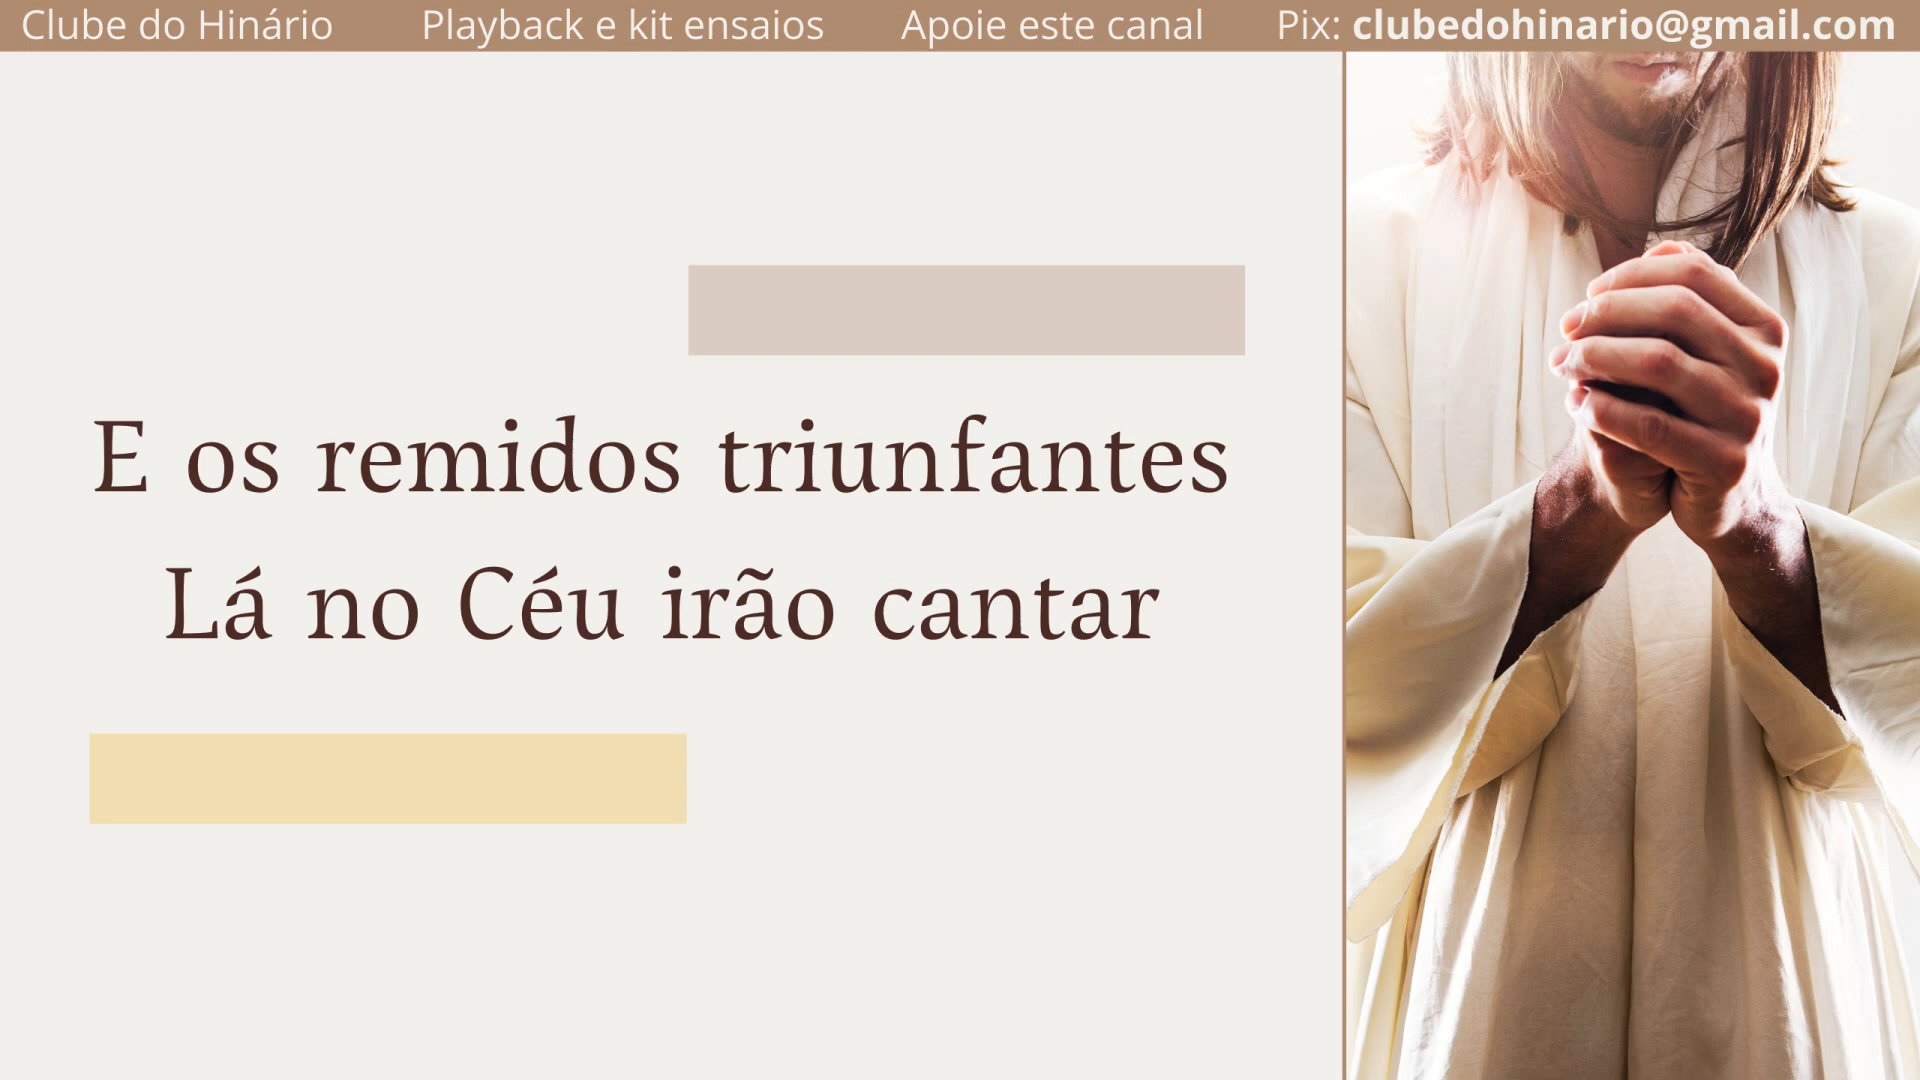 Clube do Hinário Playback e kit ensaios Apoie este canal Pix: clubedohinario@gmail.com
E os remidos triunfantes
Lá no Céu irão cantar